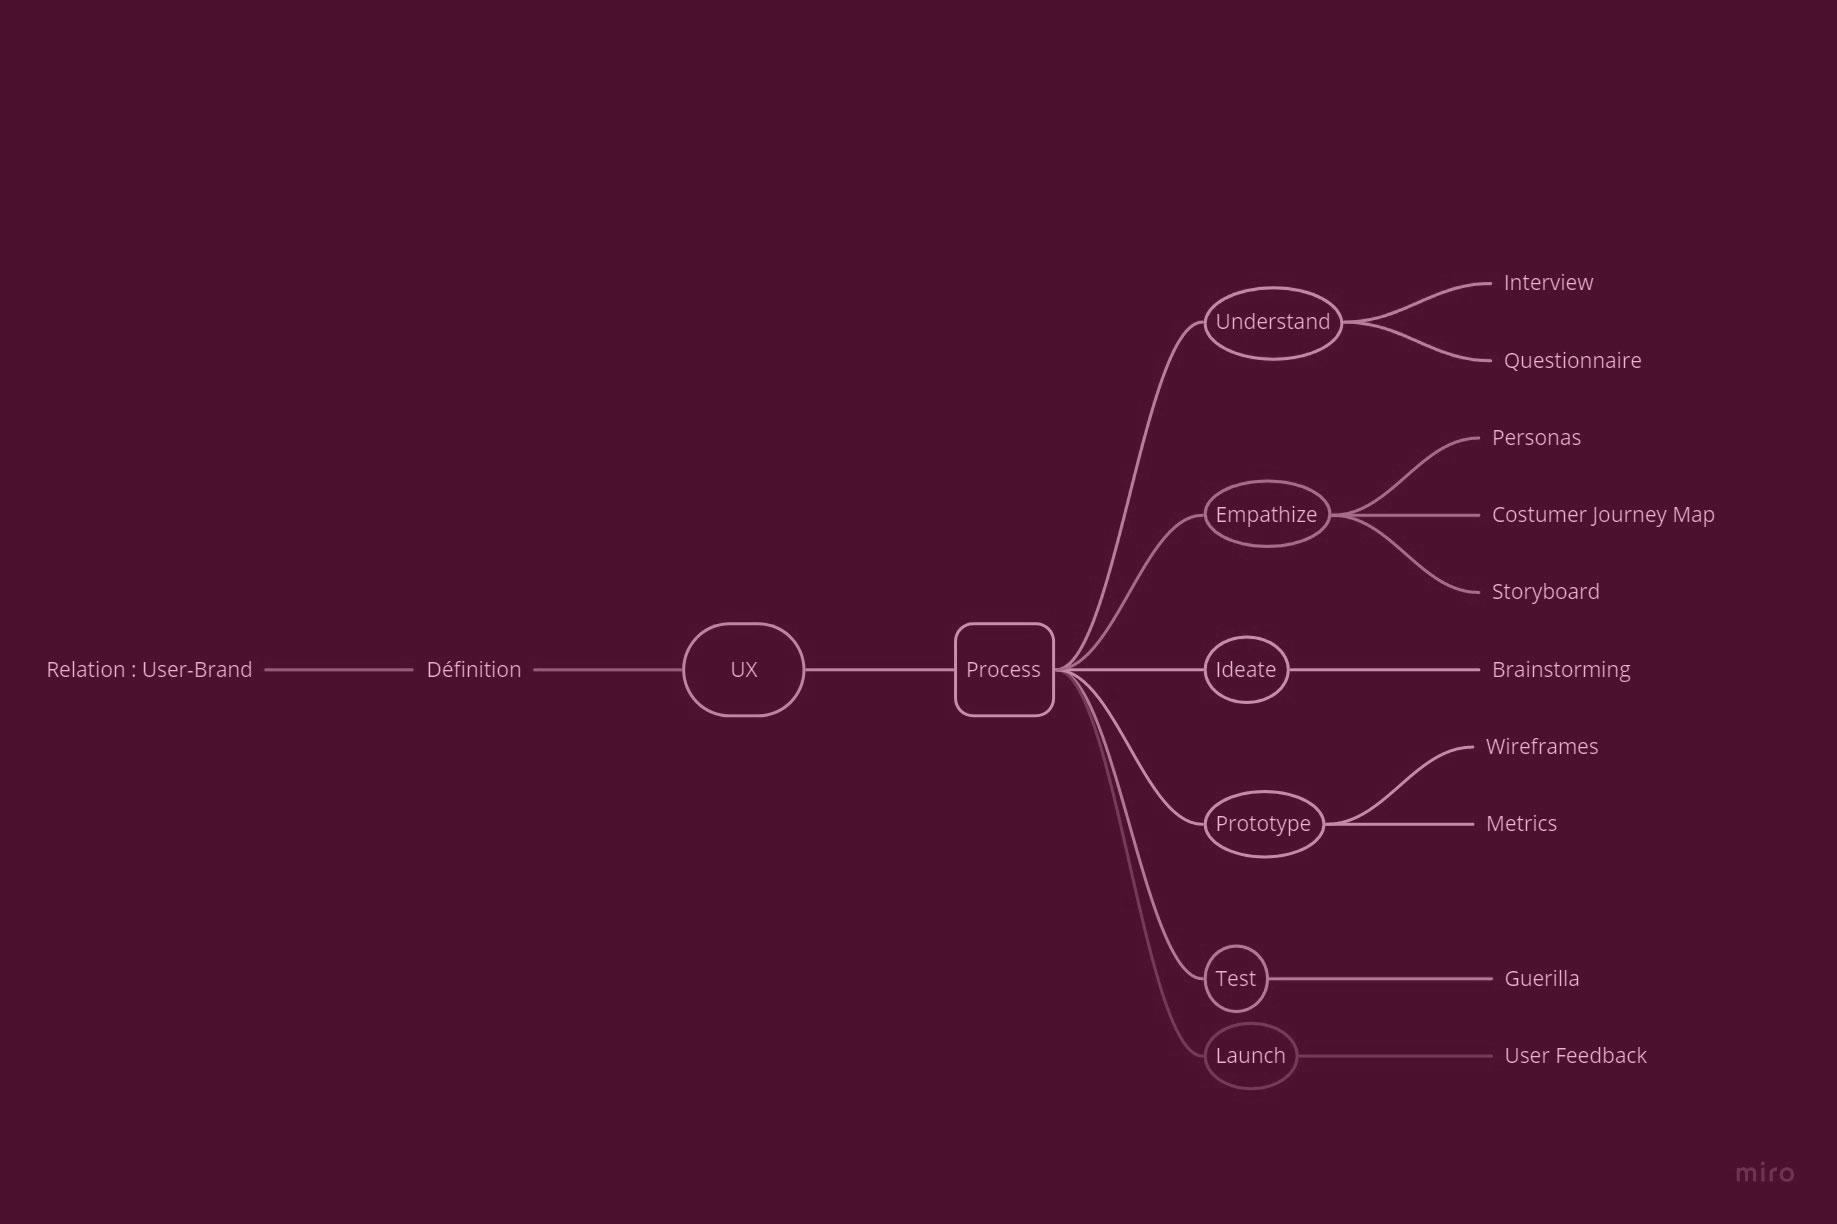 Relation : User-Brand
Définition
UX
Process
Understand
Interview
Questionnaire
Empathize
Personas
Costumer Journey Map
Storyboard
Ideate
Brainstorming
Prototype
Wireframes
Metrics
Test
Guerilla
Launch
User Feedback
miro